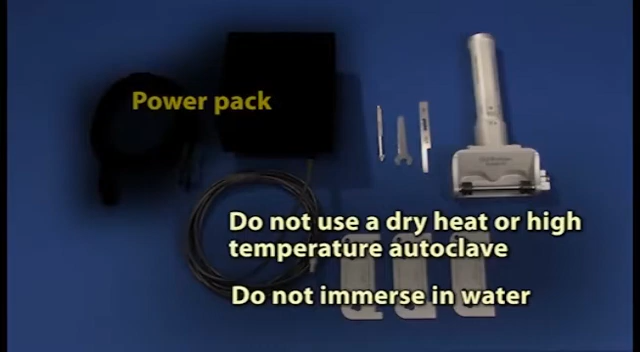 Power pack
Do not use a dry heat or high
temperature autoclave
Do not immerse in water